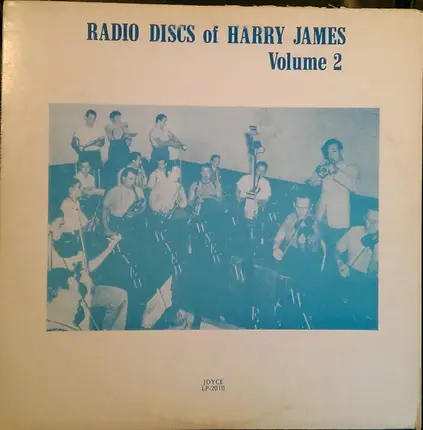 RADIO DISCS of HARRY JAMES
Volume 2
JOYCE
LP-2010